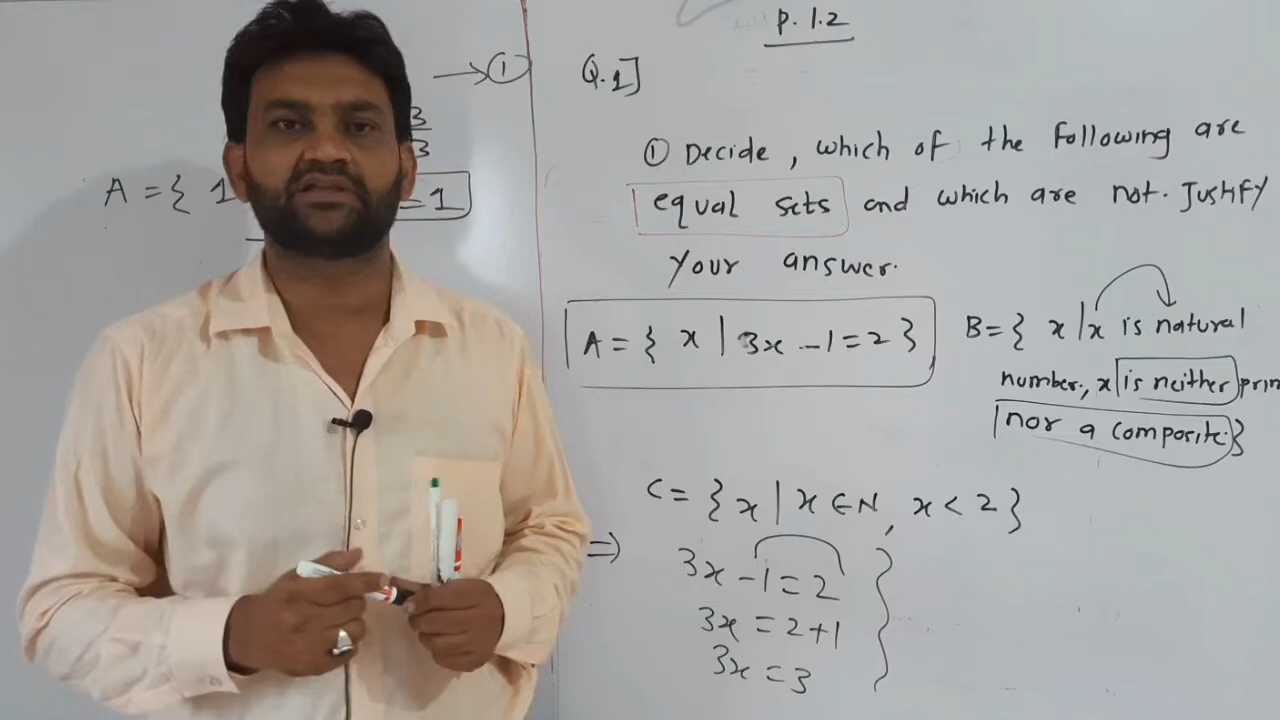 P. 1.2
→ ①
Q.1]
3
3
A = { 1
= 1
① Decide, which of the following are
equal sets and which are not. Justify
your answer.
A = { x | 3x - 1 = 2 }
B = { x | x is natural
number, x is neither prim
nor a composite. }
C = { x | x ∈ N, x < 2 }
⇒ 3x - 1 = 2
3x = 2 + 1
3x = 3